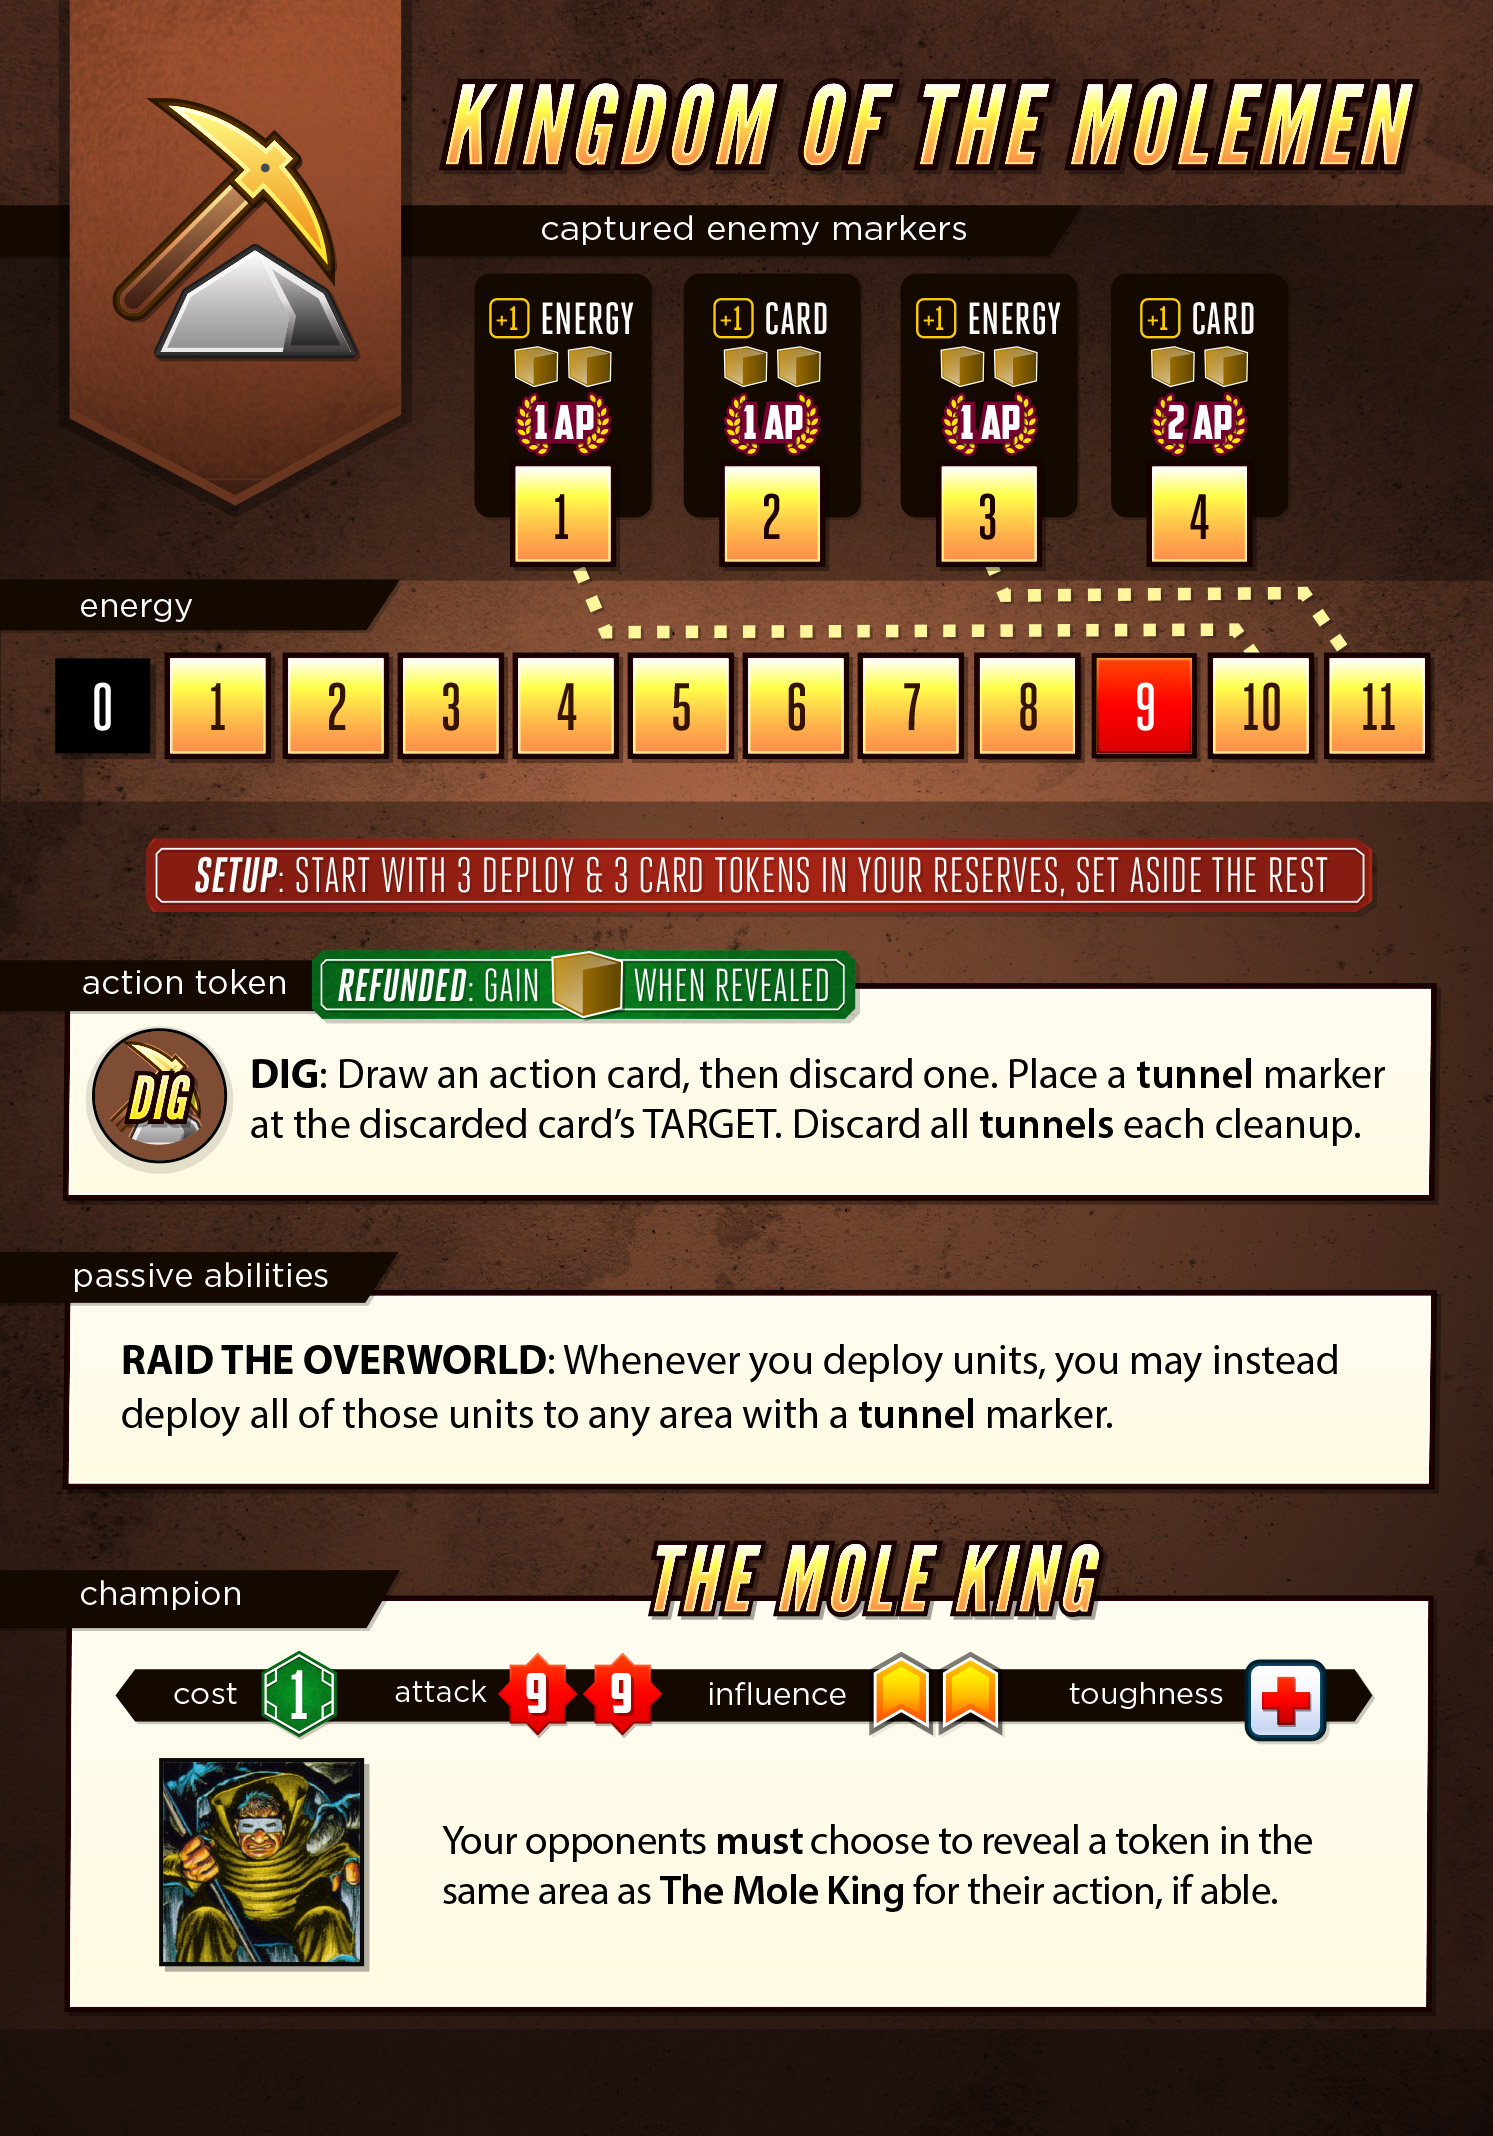 KINGDOM OF THE MOLEMEN
captured enemy markers
+1 ENERGY
1 AP
1
+1 CARD
1 AP
2
+1 ENERGY
1 AP
3
+1 CARD
2 AP
4
energy
0 1 2 3 4 5 6 7 8 9 10 11
SETUP: START WITH 3 DEPLOY & 3 CARD TOKENS IN YOUR RESERVES, SET ASIDE THE REST
action token
REFUNDED: GAIN WHEN REVEALED
DIG
DIG: Draw an action card, then discard one. Place a tunnel marker
at the discarded card’s TARGET. Discard all tunnels each cleanup.
passive abilities
RAID THE OVERWORLD: Whenever you deploy units, you may instead
deploy all of those units to any area with a tunnel marker.
champion
THE MOLE KING
cost 1 attack 9 9 influence toughness
Your opponents must choose to reveal a token in the
same area as The Mole King for their action, if able.